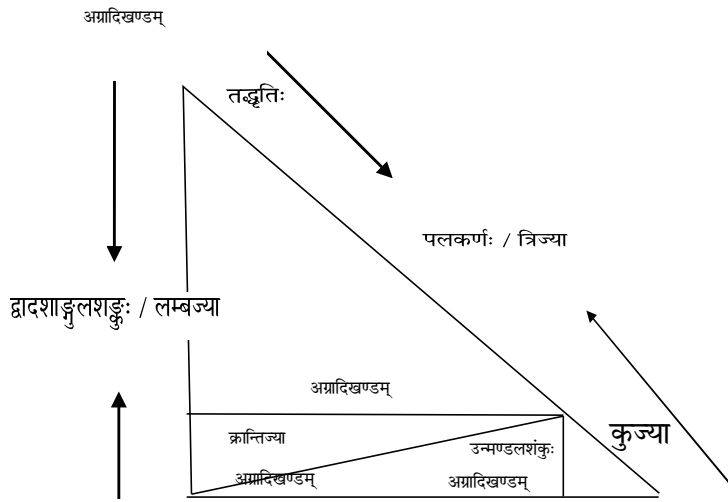 अग्रादिखण्डम्
तद्धृतिः
पलकर्णः / त्रिज्या
द्वादशाङ्गुलशङ्कुः / लम्बज्या
अग्रादिखण्डम्
क्रान्तिज्या
कुज्या
उन्मण्डलशंकुः
अग्रादिखण्डम्
अग्रादिखण्डम्